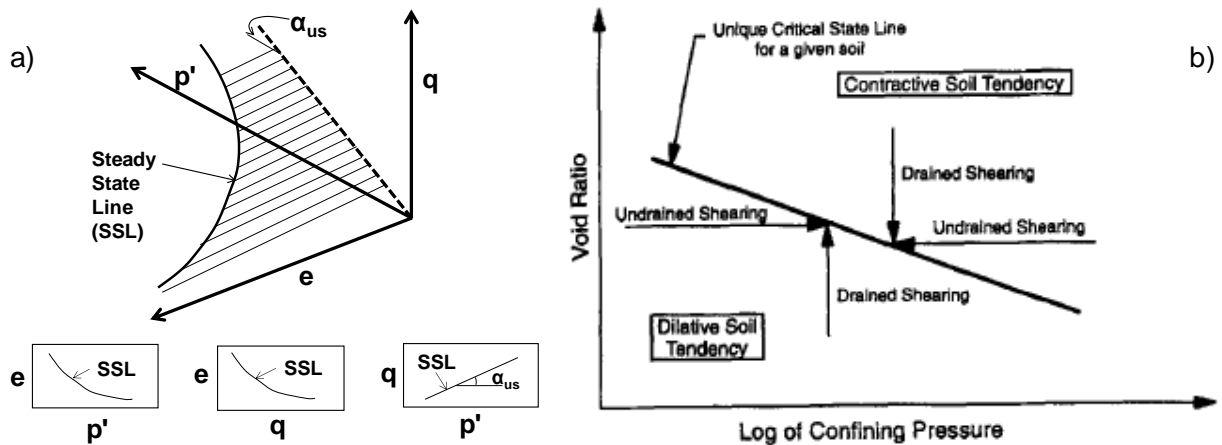 a)
α_us
p'
q
Steady
State
Line
(SSL)
e
e
SSL
p'
e
SSL
q
q
SSL
α_us
p'
b)
Unique Critical State Line
for a given soil
Contractive Soil Tendency
Drained Shearing
Undrained Shearing
Undrained Shearing
Drained Shearing
Dilative Soil
Tendency
Void Ratio
Log of Confining Pressure